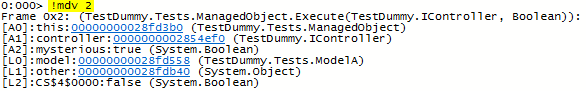 0:000> !mdv 2
Frame 0x2: (TestDummy.Tests.ManagedObject.Execute(TestDummy.IController, Boolean)):
[A0]:this:00000000028fd3b0 (TestDummy.Tests.ManagedObject)
[A1]:controller:0000000002854ef0 (TestDummy.IController)
[A2]:mysterious:true (System.Boolean)
[L0]:model:00000000028fd558 (TestDummy.Tests.ModelA)
[L1]:other:00000000028fdb40 (System.Object)
[L2]:CS$4$0000:false (System.Boolean)